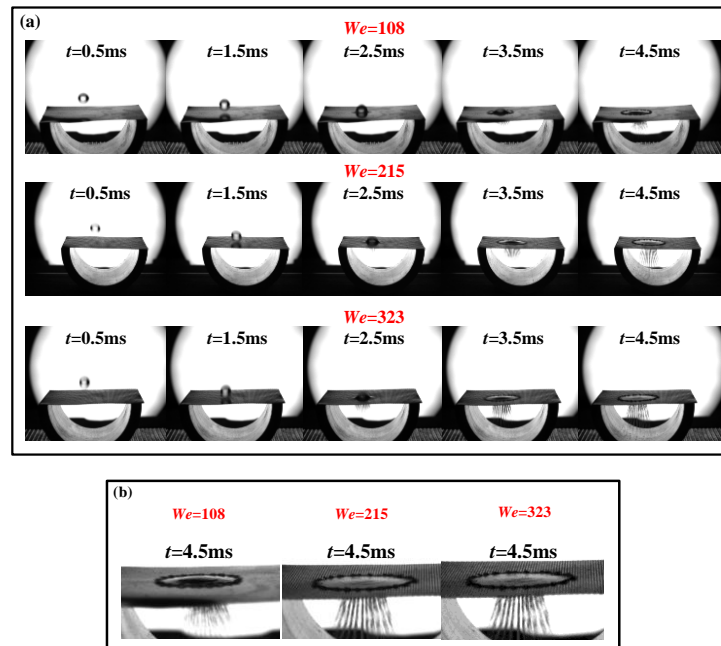 (a)
We=108
t=0.5ms t=1.5ms t=2.5ms t=3.5ms t=4.5ms
We=215
t=0.5ms t=1.5ms t=2.5ms t=3.5ms t=4.5ms
We=323
t=0.5ms t=1.5ms t=2.5ms t=3.5ms t=4.5ms
(b)
We=108 We=215 We=323
t=4.5ms t=4.5ms t=4.5ms